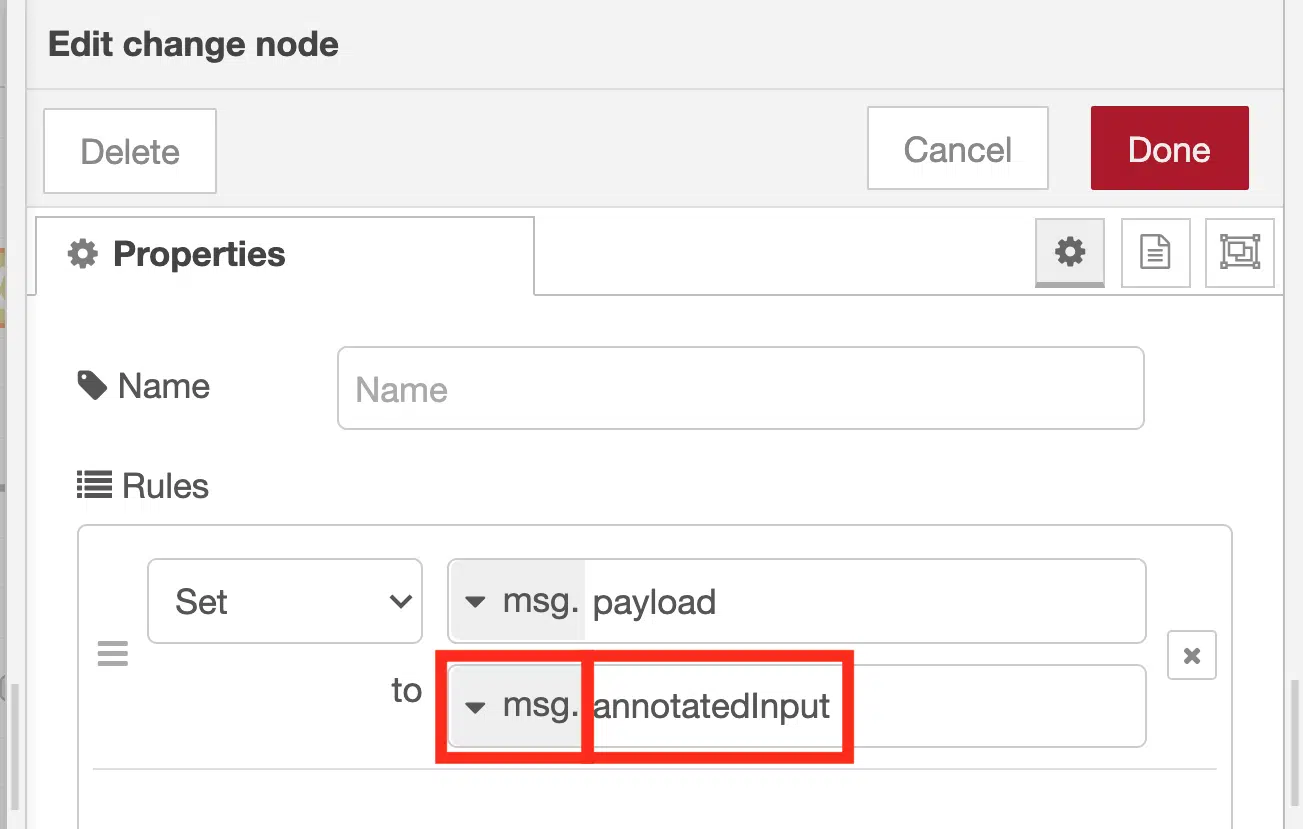 Edit change node
Delete Cancel Done
Properties
Name Name
Rules
Set msg. payload
to msg. annotatedInput